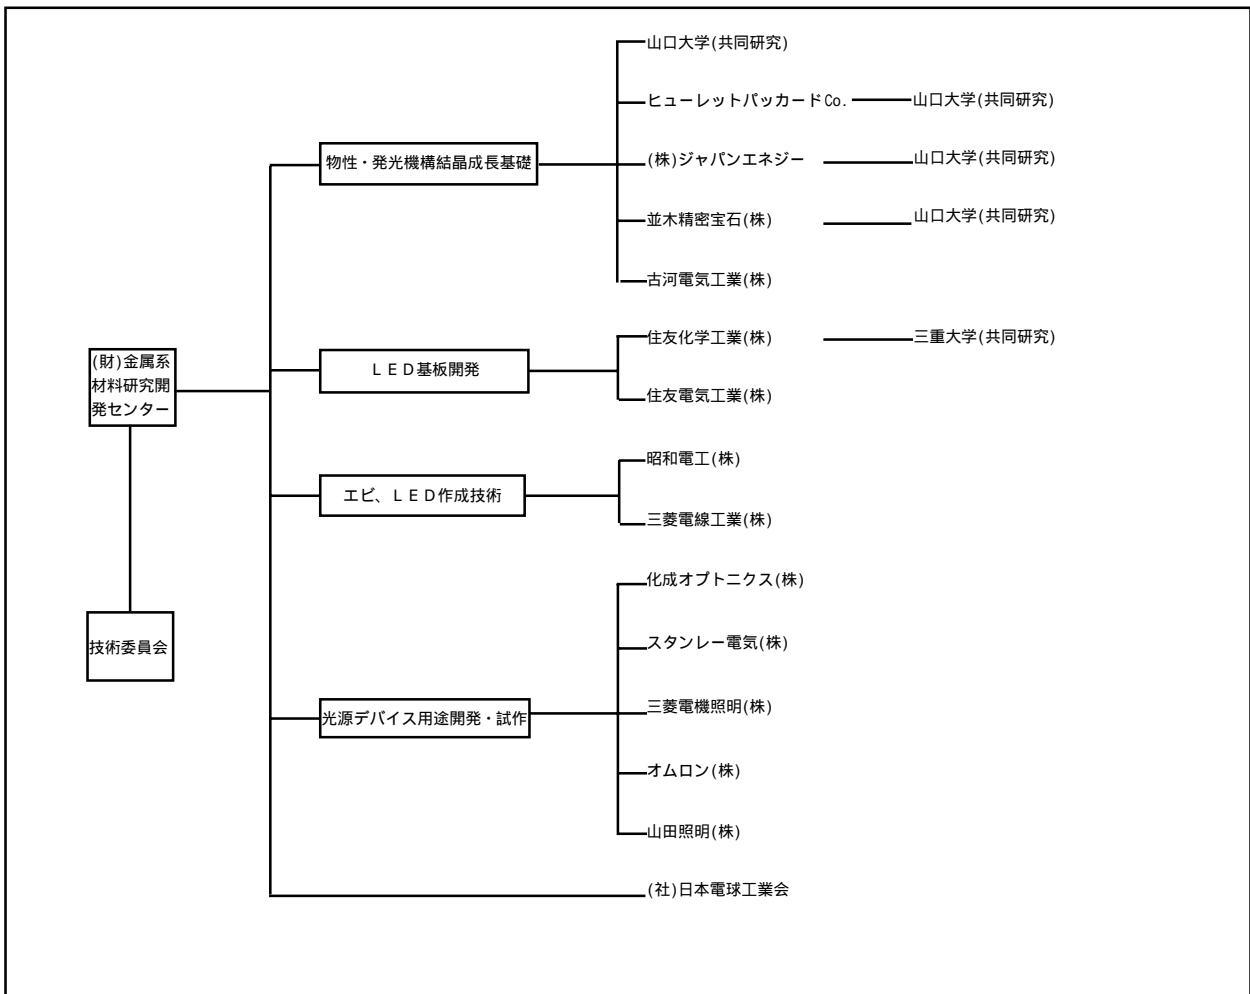 山口大学(共同研究)
ヒューレットパッカードCo.
山口大学(共同研究)
物性・発光機構結晶成長基礎
(株)ジャパンエネジー
山口大学(共同研究)
並木精密宝石(株)
山口大学(共同研究)
古河電気工業(株)
(財)金属系
材料研究開
発センター
LED基板開発
住友化学工業(株)
三重大学(共同研究)
住友電気工業(株)
エピ、LED作成技術
昭和電工(株)
三菱電線工業(株)
技術委員会
化成オプトニクス(株)
スタンレー電気(株)
光源デバイス用途開発・試作
三菱電機照明(株)
オムロン(株)
山田照明(株)
(社)日本電球工業会